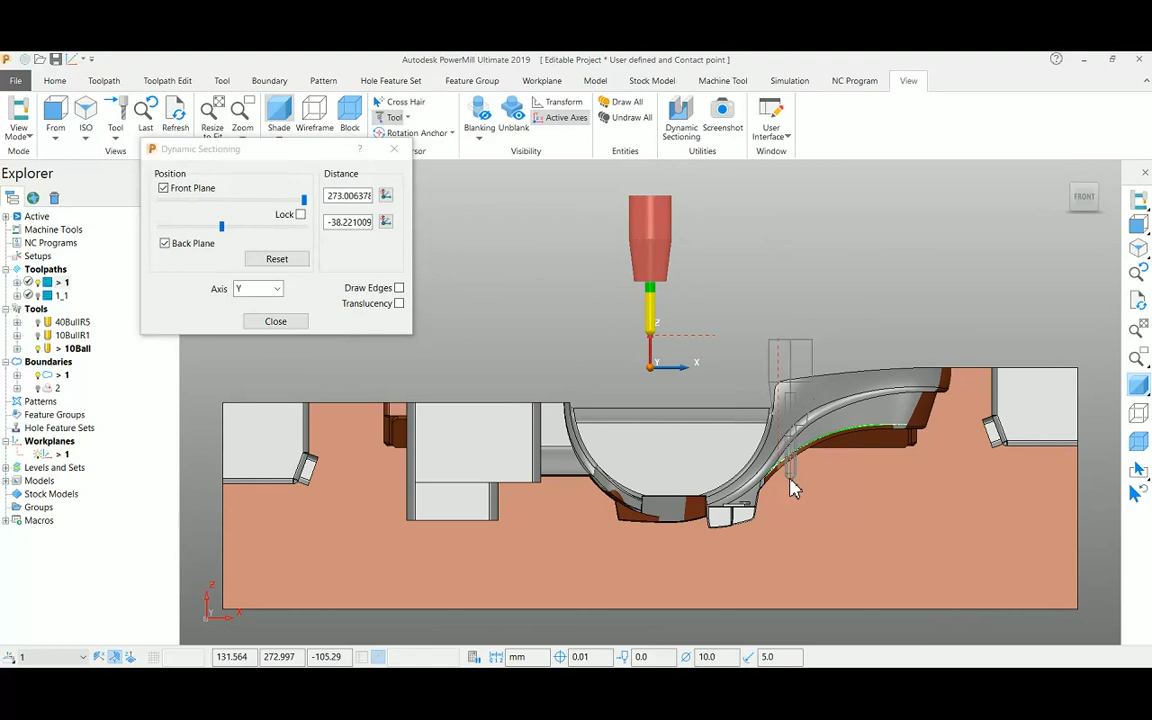 Autodesk PowerMill Ultimate 2019 [ Editable Project * User defined and Contact point ]
File Home Toolpath Toolpath Edit Tool Boundary Pattern Hole Feature Set Feature Group Workplane Model Stock Model Machine Tool Simulation NC Program View
View Mode From ISO Tool Last Refresh Resize to Fit Zoom Shade Wireframe Block
Cross Hair
Tool
Rotation Anchor
Blanking Unblank
Transform
Active Axes
Draw All
Undraw All
Dynamic Sectioning Screenshot User Interface
Mode Views Visibility Entities Utilities Window
Dynamic Sectioning ?
Position Distance
Front Plane
273.006378
Lock
-38.221009
Back Plane
Reset
Axis Y
Draw Edges
Translucency
Close
Explorer
Active
Machine Tools
NC Programs
Setups
Toolpaths
> 1
1_1
Tools
40BullR5
10BullR1
> 10Ball
Boundaries
> 1
2
Patterns
Feature Groups
Hole Feature Sets
Workplanes
> 1
Levels and Sets
Models
Stock Models
Groups
Macros
FRONT
Z
Y X
Z
Y X
1 131.564 272.997 -105.29 mm 0.01 0.0 10.0 5.0